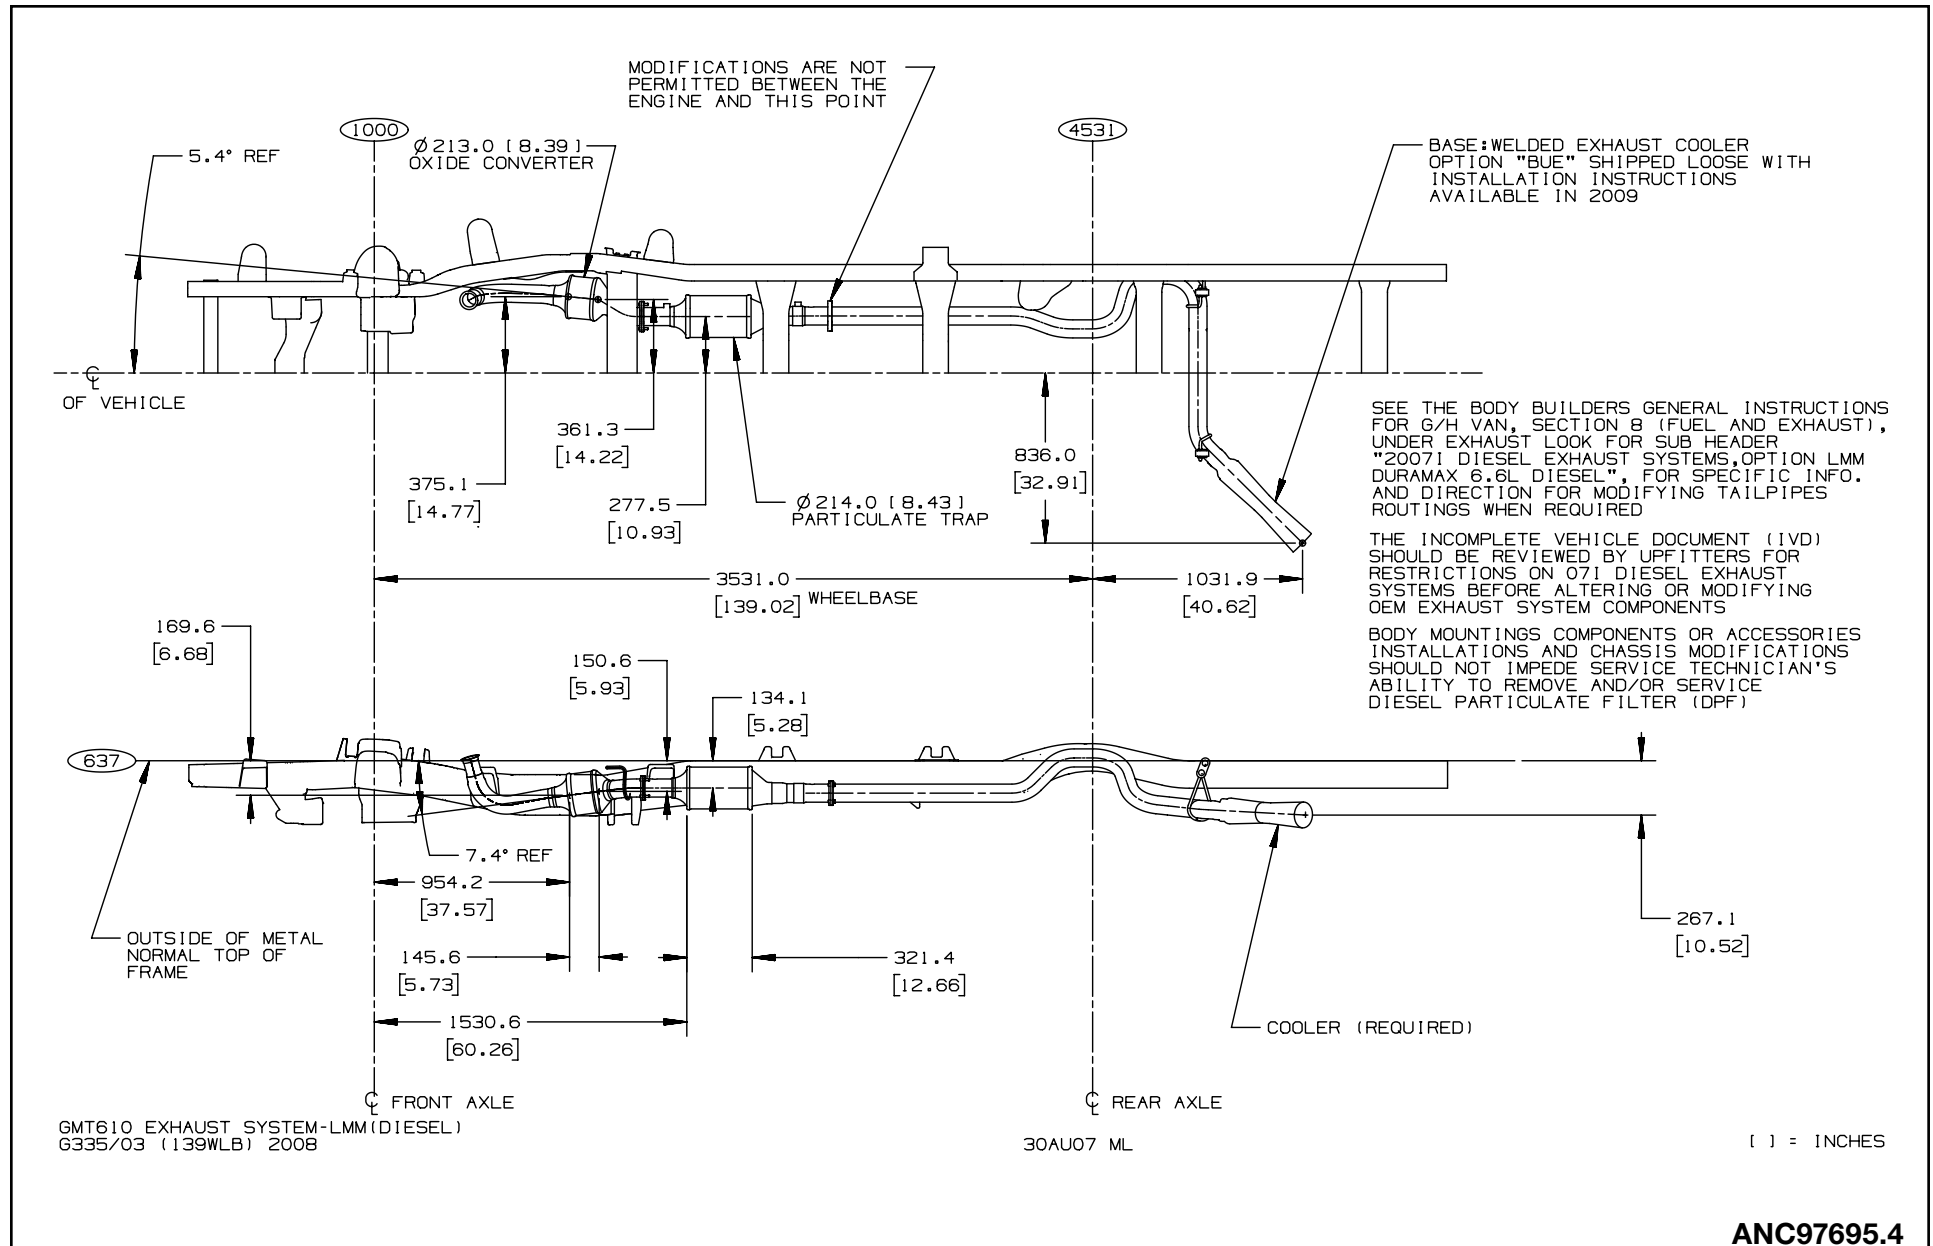 MODIFICATIONS ARE NOT
PERMITTED BETWEEN THE
ENGINE AND THIS POINT
1000
4531
5.4° REF
Ø213.0 [8.39]
OXIDE CONVERTER
BASE:WELDED EXHAUST COOLER
OPTION "BUE" SHIPPED LOOSE WITH
INSTALLATION INSTRUCTIONS
AVAILABLE IN 2009
℄
OF VEHICLE
361.3
[14.22]
375.1
[14.77]
277.5
[10.93]
Ø214.0 [8.43]
PARTICULATE TRAP
836.0
[32.91]
SEE THE BODY BUILDERS GENERAL INSTRUCTIONS
FOR G/H VAN, SECTION 8 (FUEL AND EXHAUST),
UNDER EXHAUST LOOK FOR SUB HEADER
"2007I DIESEL EXHAUST SYSTEMS,OPTION LMM
DURAMAX 6.6L DIESEL", FOR SPECIFIC INFO.
AND DIRECTION FOR MODIFYING TAILPIPES
ROUTINGS WHEN REQUIRED
THE INCOMPLETE VEHICLE DOCUMENT (IVD)
SHOULD BE REVIEWED BY UPFITTERS FOR
RESTRICTIONS ON 07I DIESEL EXHAUST
SYSTEMS BEFORE ALTERING OR MODIFYING
OEM EXHAUST SYSTEM COMPONENTS
BODY MOUNTINGS COMPONENTS OR ACCESSORIES
INSTALLATIONS AND CHASSIS MODIFICATIONS
SHOULD NOT IMPEDE SERVICE TECHNICIAN'S
ABILITY TO REMOVE AND/OR SERVICE
DIESEL PARTICULATE FILTER (DPF)
3531.0
[139.02] WHEELBASE
1031.9
[40.62]
169.6
[6.68]
150.6
[5.93]
134.1
[5.28]
637
7.4° REF
954.2
[37.57]
OUTSIDE OF METAL
NORMAL TOP OF
FRAME
145.6
[5.73]
321.4
[12.66]
267.1
[10.52]
1530.6
[60.26]
COOLER (REQUIRED)
℄ FRONT AXLE
℄ REAR AXLE
GMT610 EXHAUST SYSTEM-LMM(DIESEL)
G335/03 (139WLB) 2008
30AU07 ML
[ ] = INCHES
ANC97695.4